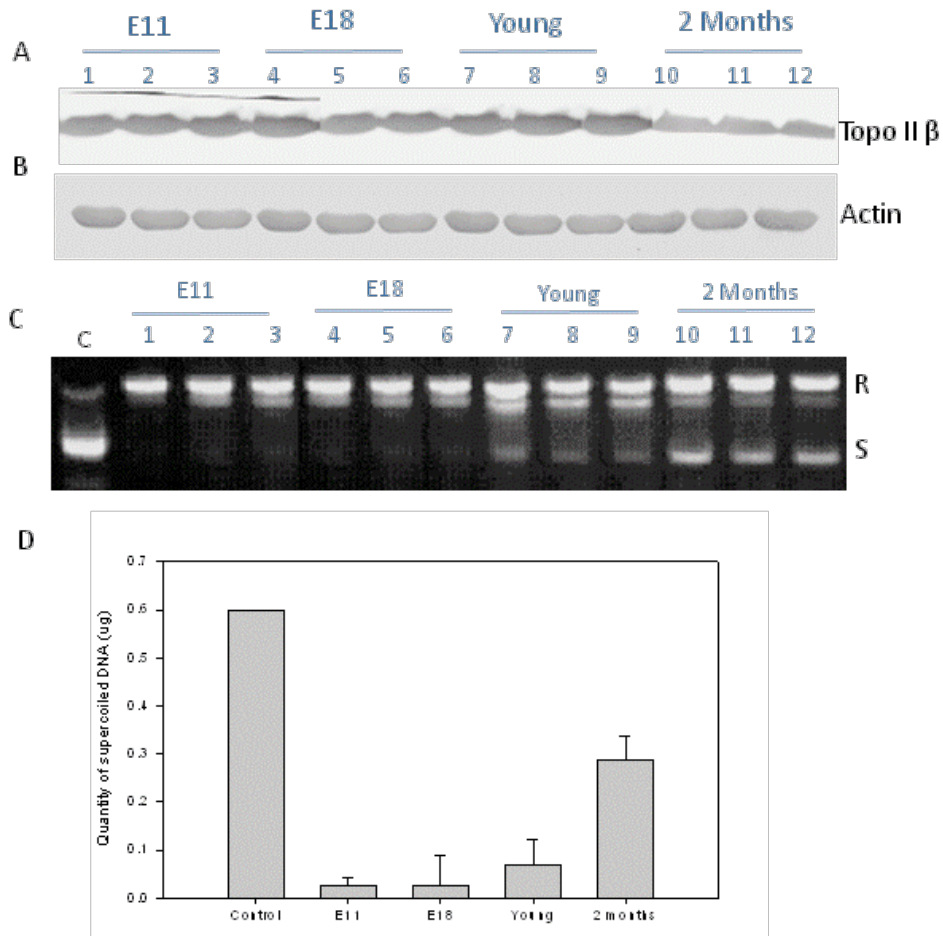 E11 E18 Young 2 Months
A
1 2 3 4 5 6 7 8 9 10 11 12
Topo II β
B
Actin
E11 E18 Young 2 Months
C
C 1 2 3 4 5 6 7 8 9 10 11 12
R
S
D
0.7
0.6
0.5
0.4
0.3
0.2
0.1
0.0
Quantity of supercoiled DNA (ug)
Control E11 E18 Young 2 months